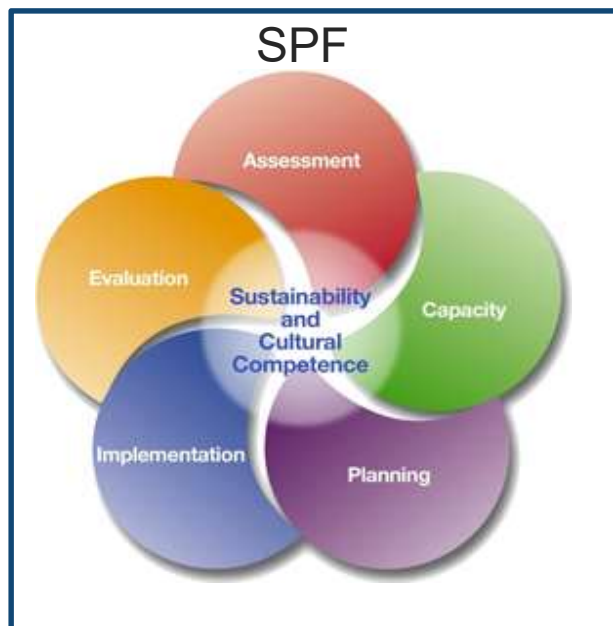 SPF
Assessment
Evaluation
Capacity
Sustainability
and
Cultural
Competence
Implementation
Planning